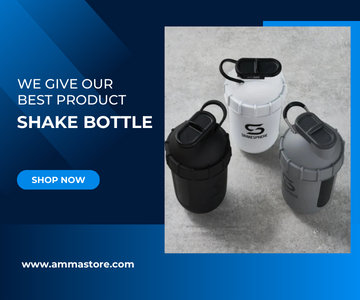 WE GIVE OUR
BEST PRODUCT
SHAKE BOTTLE
SHOP NOW
www.ammastore.com